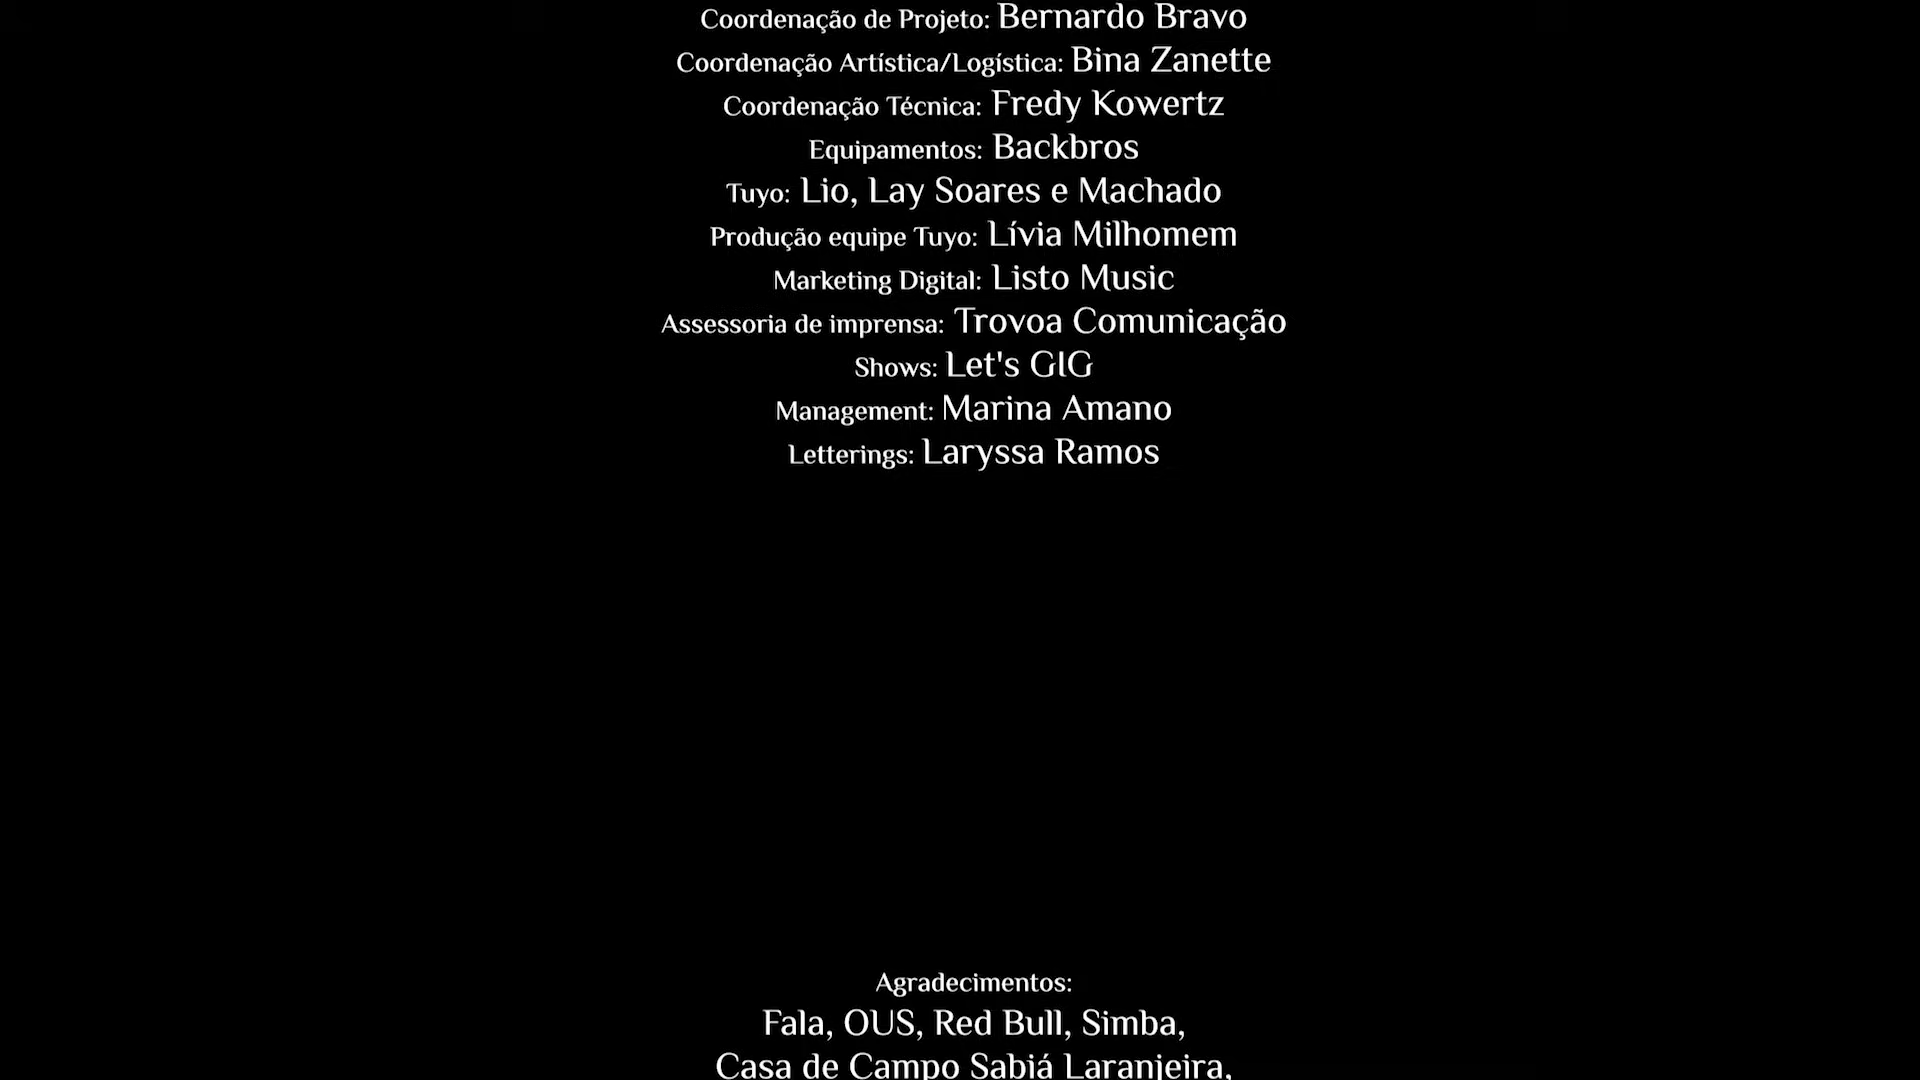 Coordenação de Projeto: Bernardo Bravo
Coordenação Artística/Logística: Bina Zanette
Coordenação Técnica: Fredy Kowertz
Equipamentos: Backbros
Tuyo: Lio, Lay Soares e Machado
Produção equipe Tuyo: Lívia Milhomem
Marketing Digital: Listo Music
Assessoria de imprensa: Trovoa Comunicação
Shows: Let's GIG
Management: Marina Amano
Letterings: Laryssa Ramos
Agradecimentos:
Fala, OUS, Red Bull, Simba,
Casa de Campo Sabiá Laranjeira,